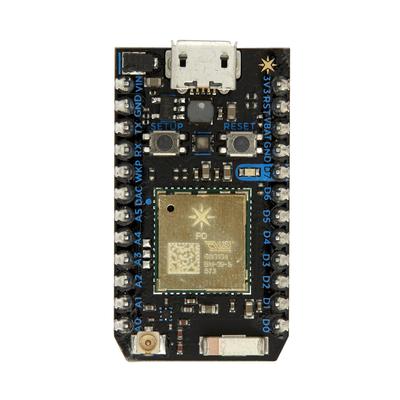 SETUP
RESET
VIN
GND
TX
RX
WKP
DAC
A5
A4
A3
A2
A1
A0
3V3
RST
VBAT
GND
D7
D6
D5
D4
D3
D2
D1
D0
P0